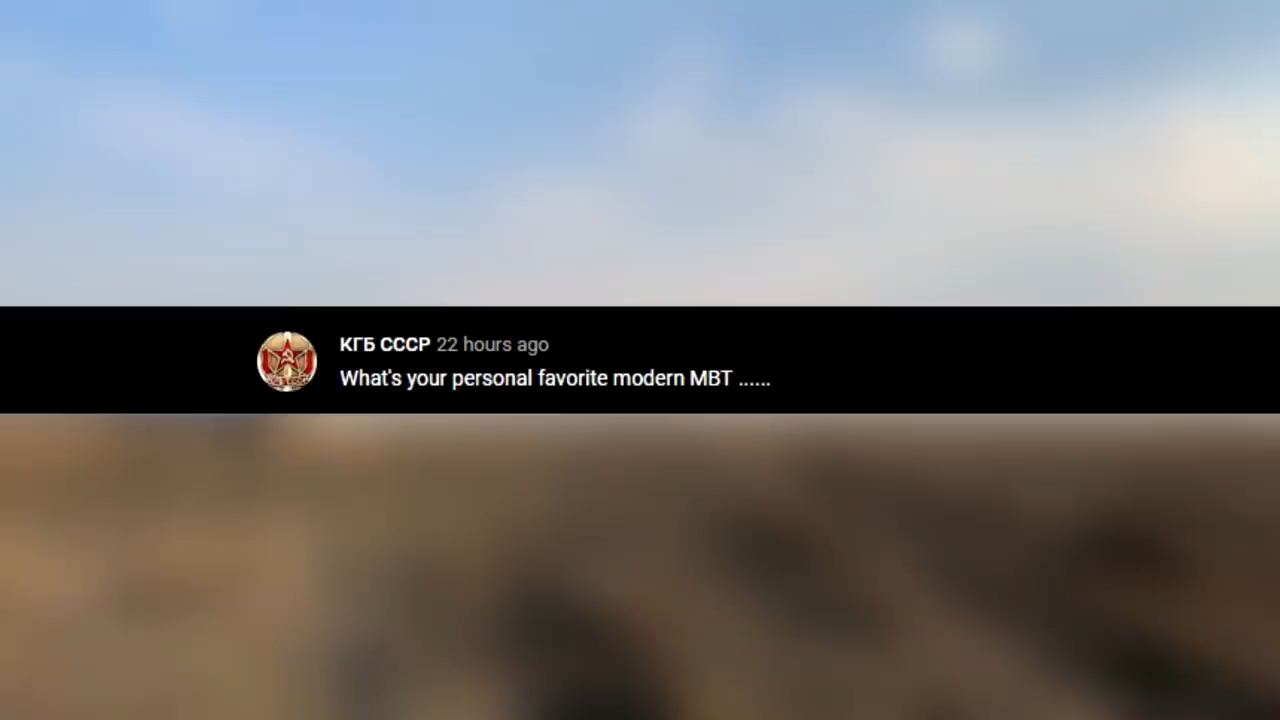 КГБ СССР 22 hours ago
What's your personal favorite modern MBT ......